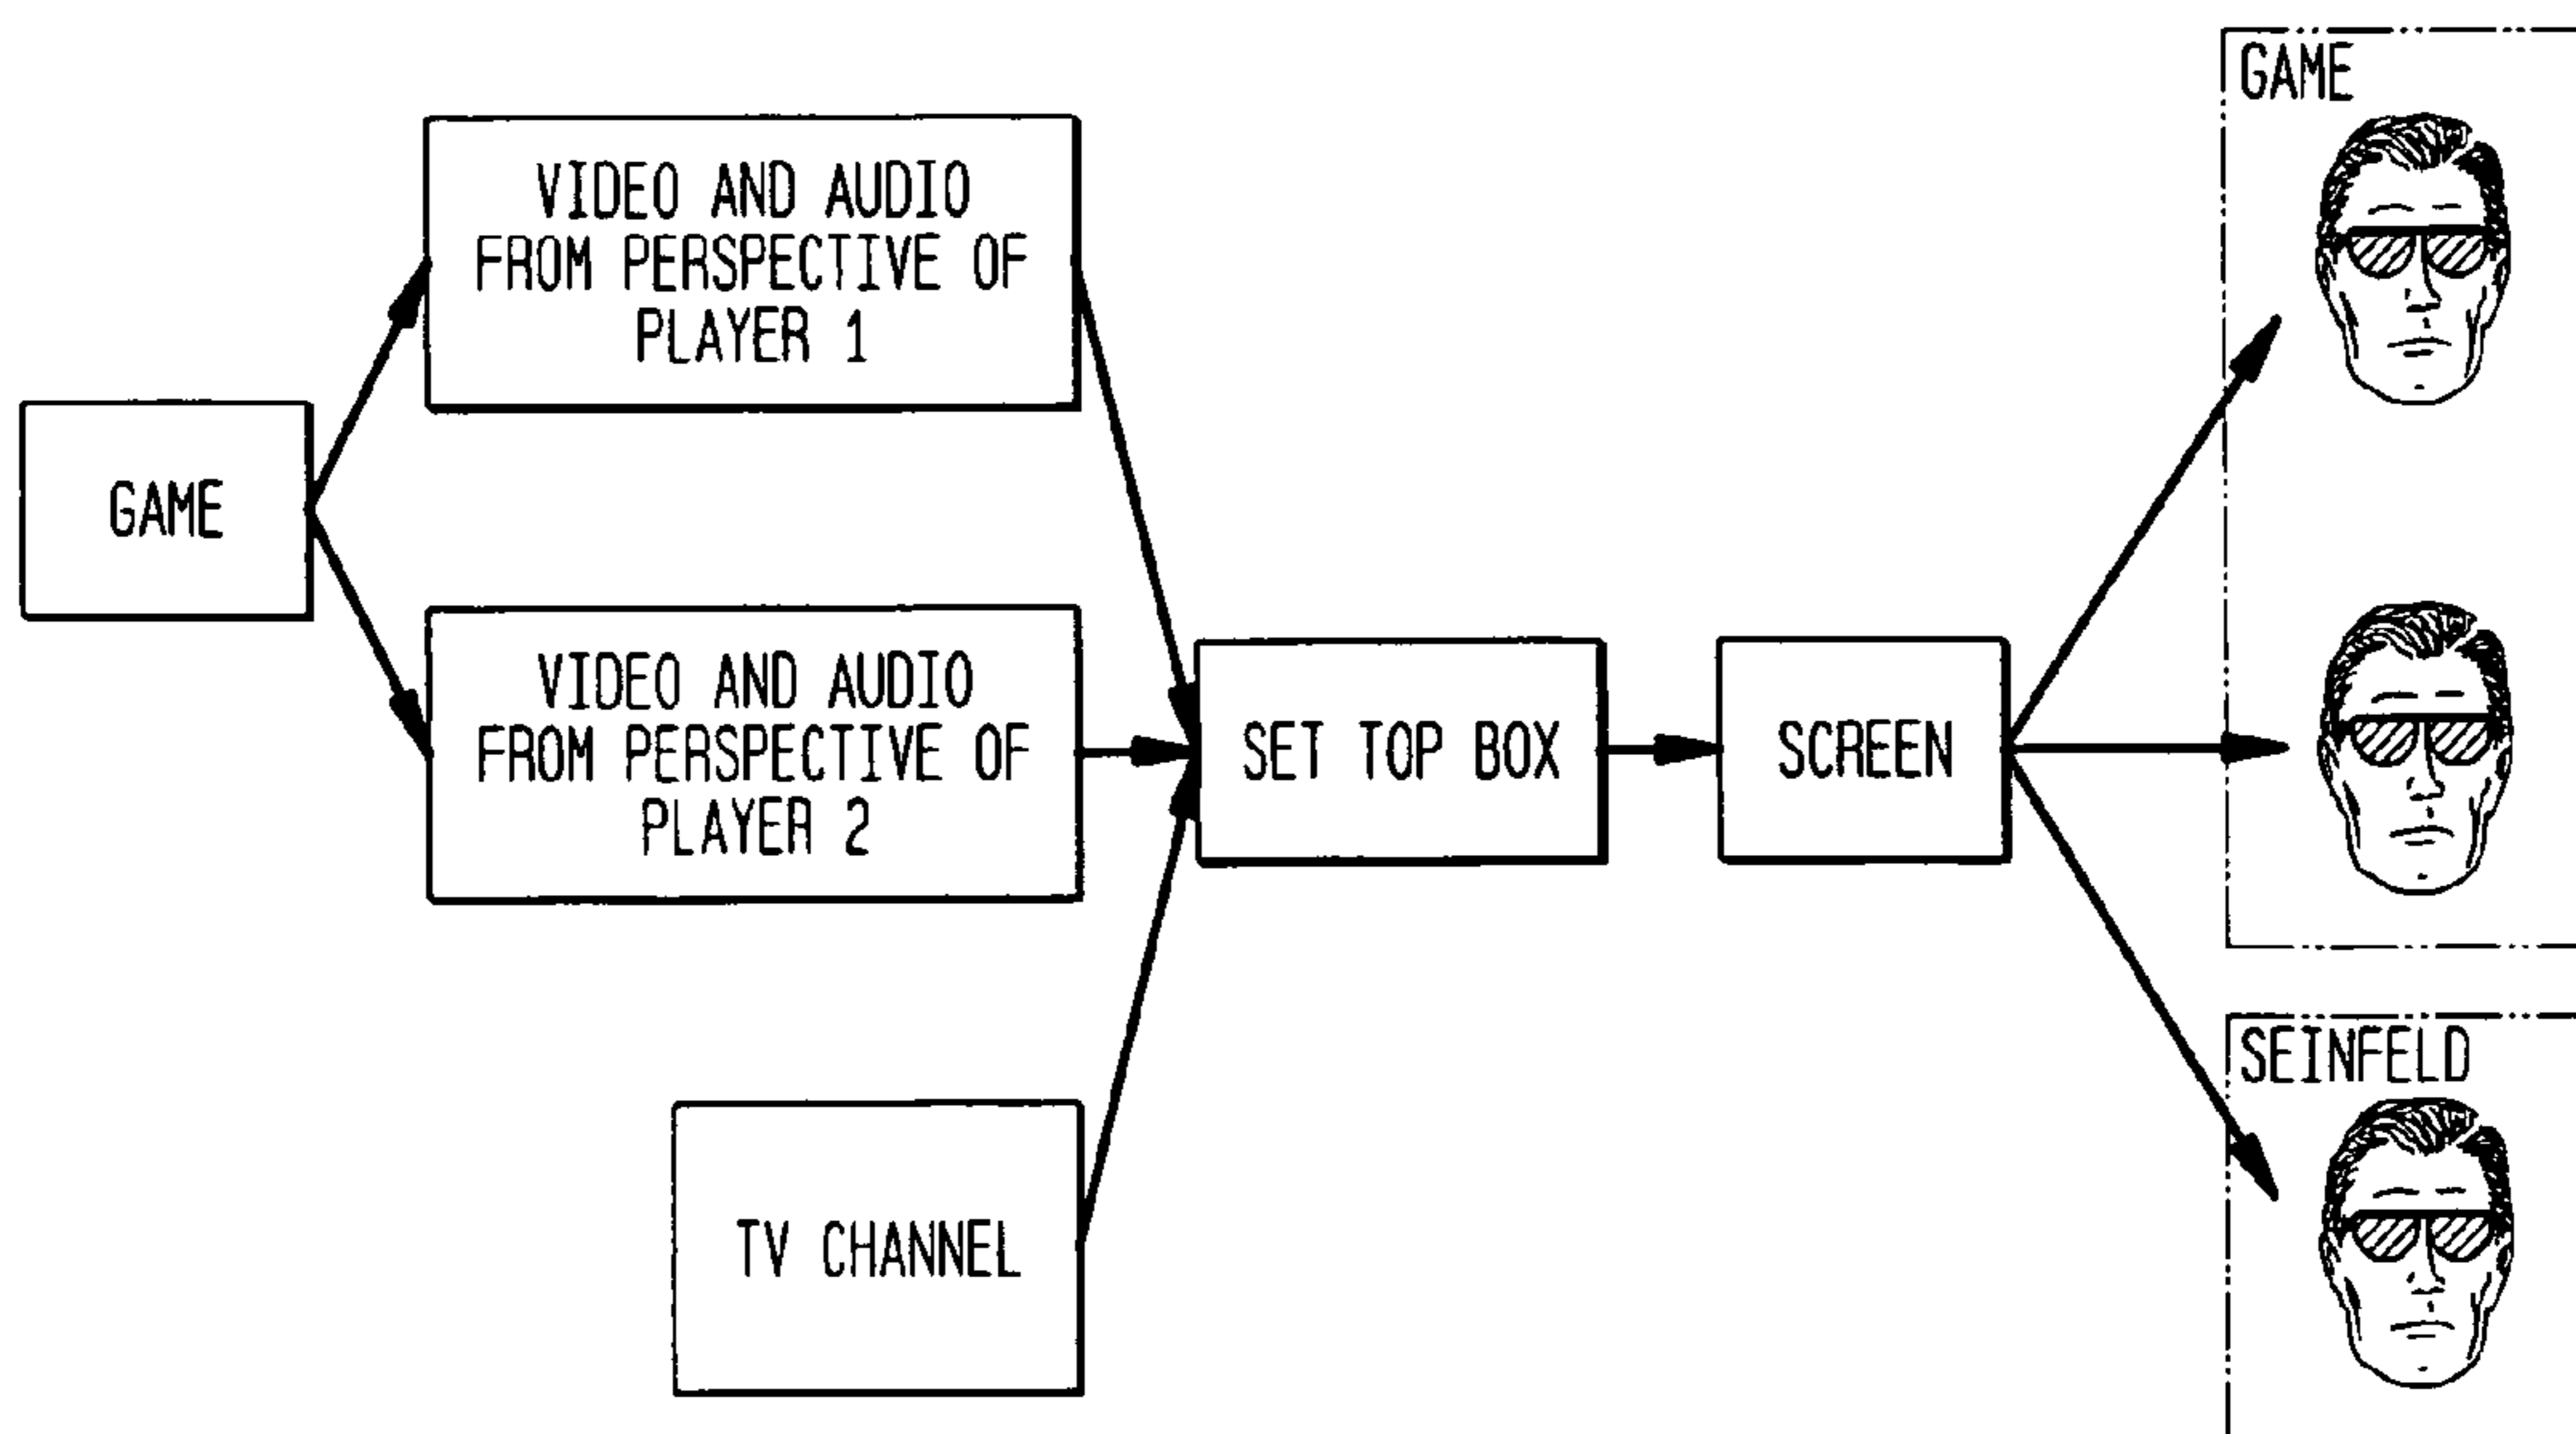 GAME
VIDEO AND AUDIO
FROM PERSPECTIVE OF
PLAYER 1
GAME
VIDEO AND AUDIO
FROM PERSPECTIVE OF
PLAYER 2
SET TOP BOX
SCREEN
SEINFELD
TV CHANNEL